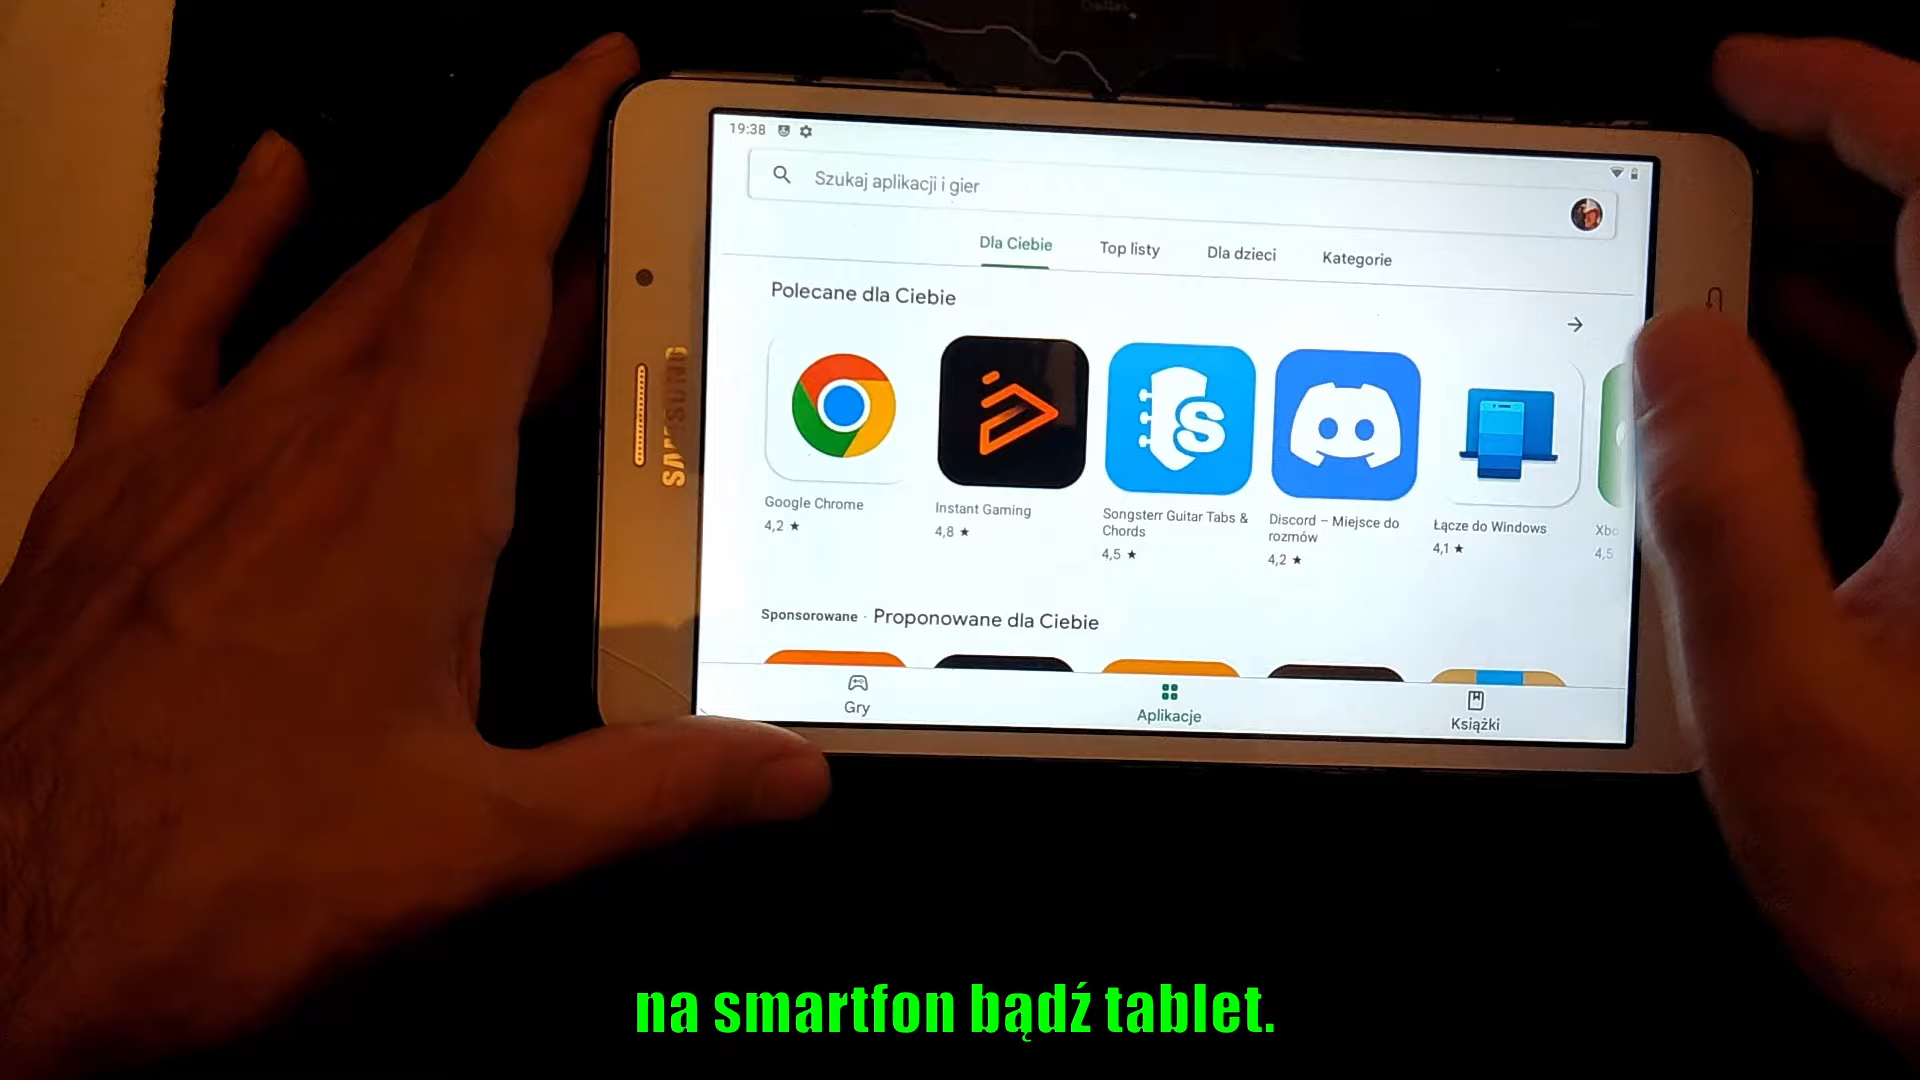 SAMSUNG
19:38
Szukaj aplikacji i gier
Dla Ciebie Top listy Dla dzieci Kategorie
Polecane dla Ciebie
Google Chrome
4,2 ★
Instant Gaming
4,8 ★
Songsterr Guitar Tabs &
Chords
4,5 ★
Discord – Miejsce do
rozmów
4,2 ★
Łącze do Windows
4,1 ★
Xbo
4,5
Sponsorowane · Proponowane dla Ciebie
Gry
Aplikacje
Książki
na smartfon bądź tablet.